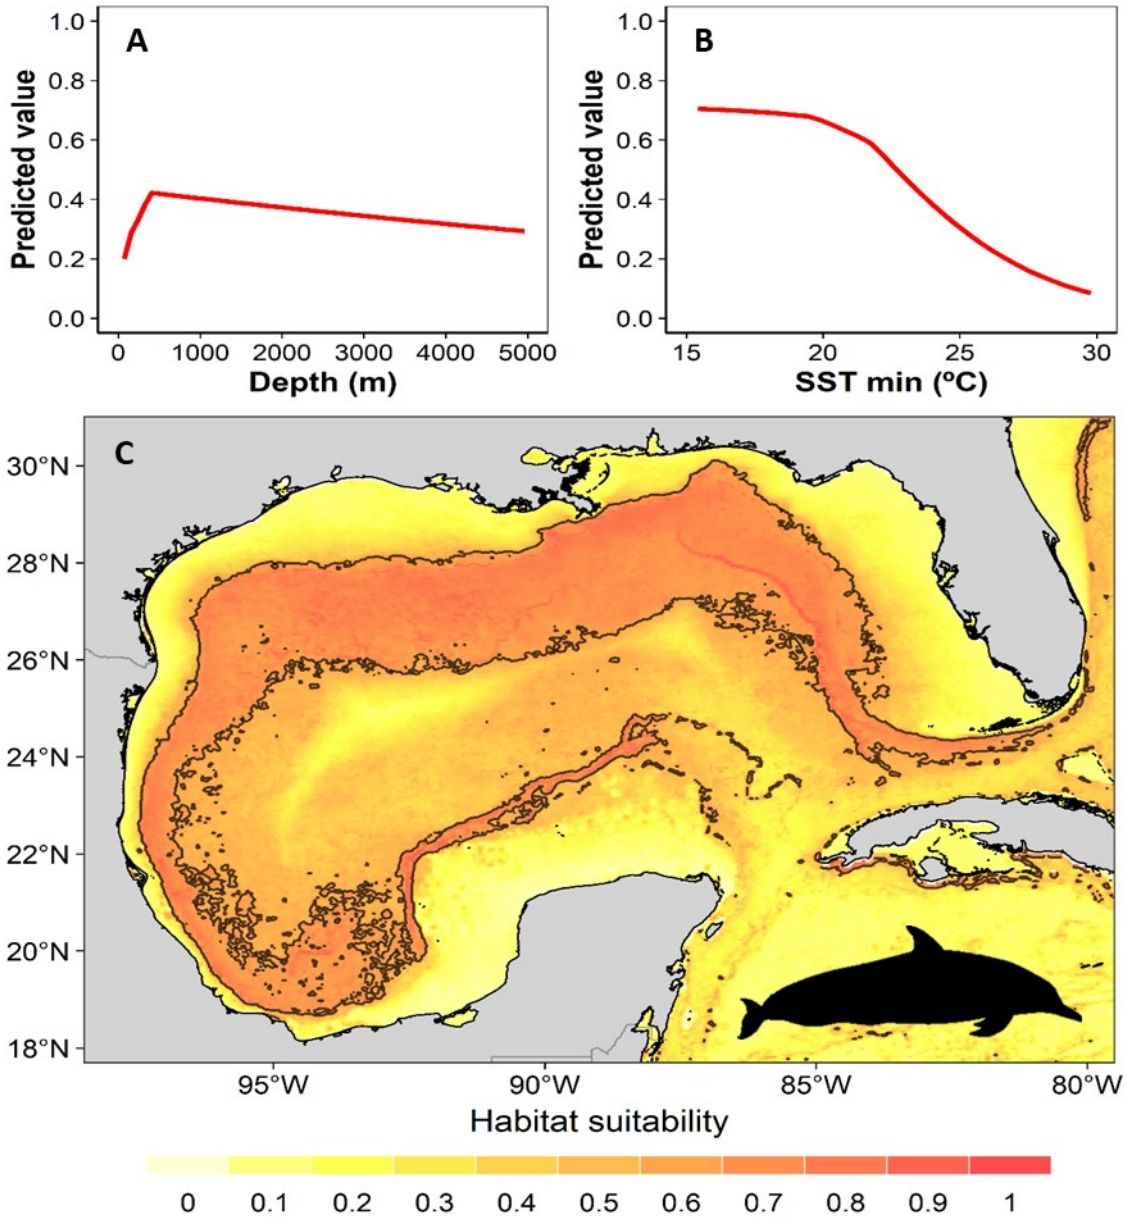 A
B
1.0
0.8
0.6
0.4
0.2
0.0
Predicted value
0 1000 2000 3000 4000 5000
Depth (m)
1.0
0.8
0.6
0.4
0.2
0.0
Predicted value
15 20 25 30
SST min (ºC)
C
30°N
28°N
26°N
24°N
22°N
20°N
18°N
95°W 90°W 85°W 80°W
Habitat suitability
0 0.1 0.2 0.3 0.4 0.5 0.6 0.7 0.8 0.9 1